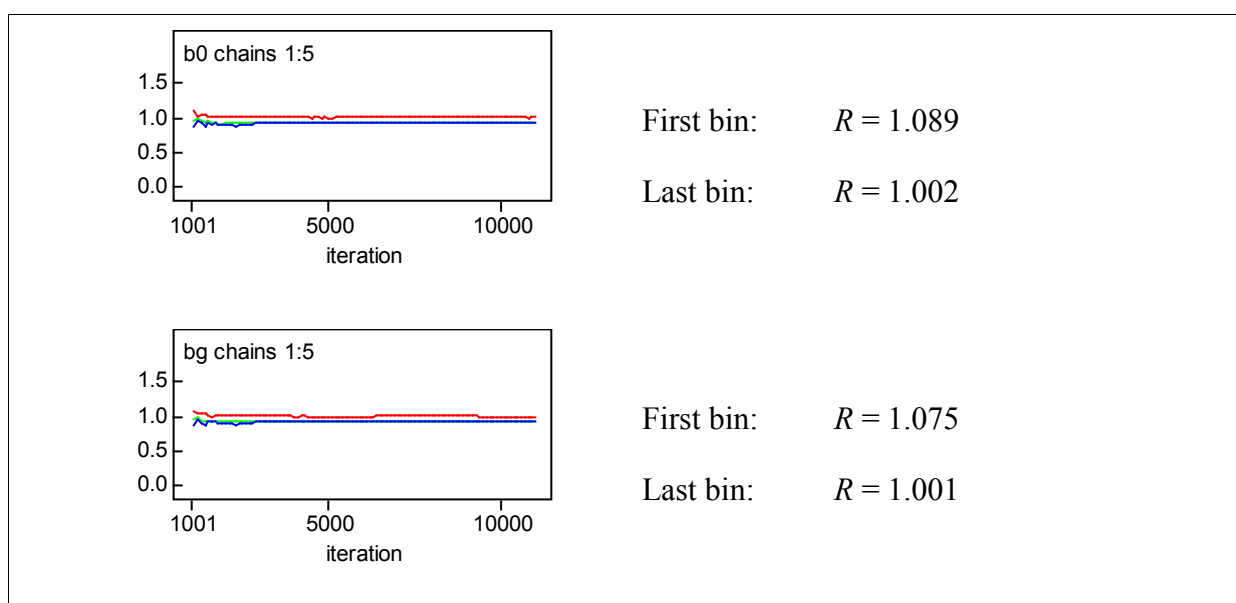 b0 chains 1:5
1.5
1.0
0.5
0.0
1001 5000 10000
iteration
First bin: R = 1.089
Last bin: R = 1.002
bg chains 1:5
1.5
1.0
0.5
0.0
1001 5000 10000
iteration
First bin: R = 1.075
Last bin: R = 1.001